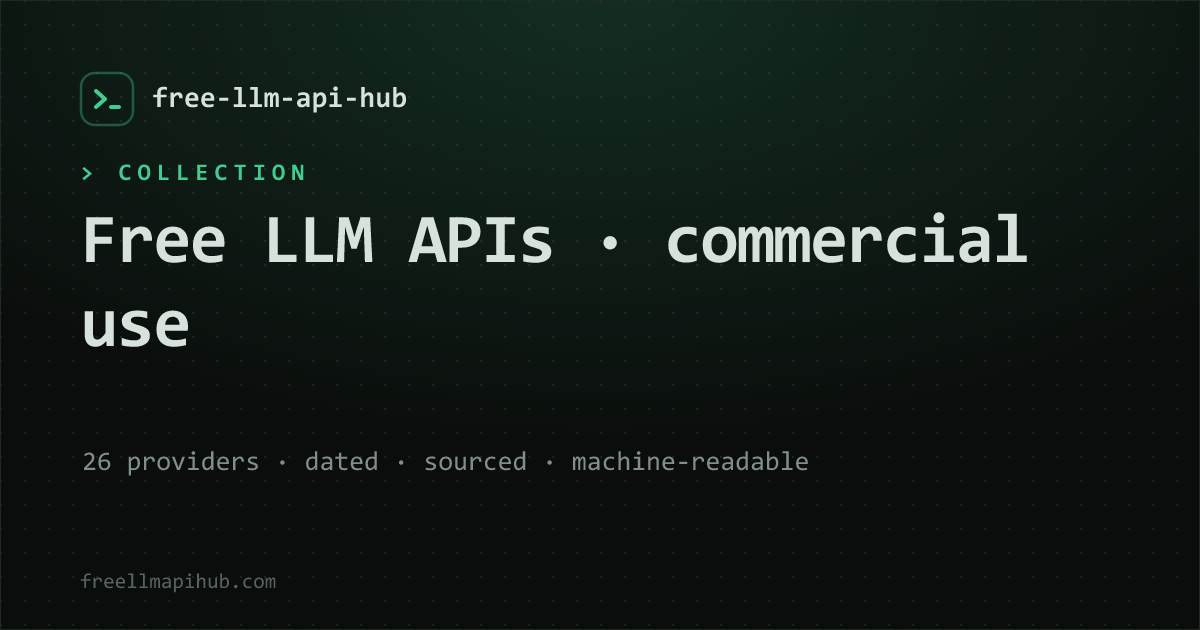 free-llm-api-hub
> COLLECTION
Free LLM APIs · commercial
use
26 providers · dated · sourced · machine-readable
freellmapihub.com